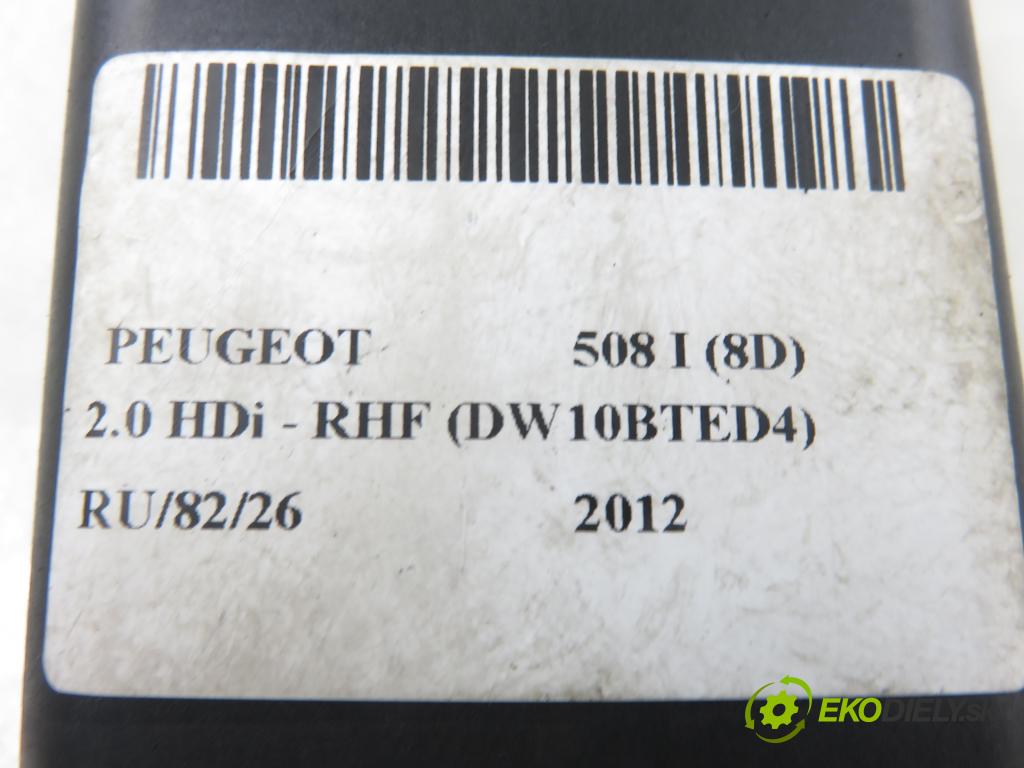 PEUGEOT 508 I (8D)
2.0 HDi - RHF (DW10BTED4)
RU/82/26 2012
EKODIELY.SK